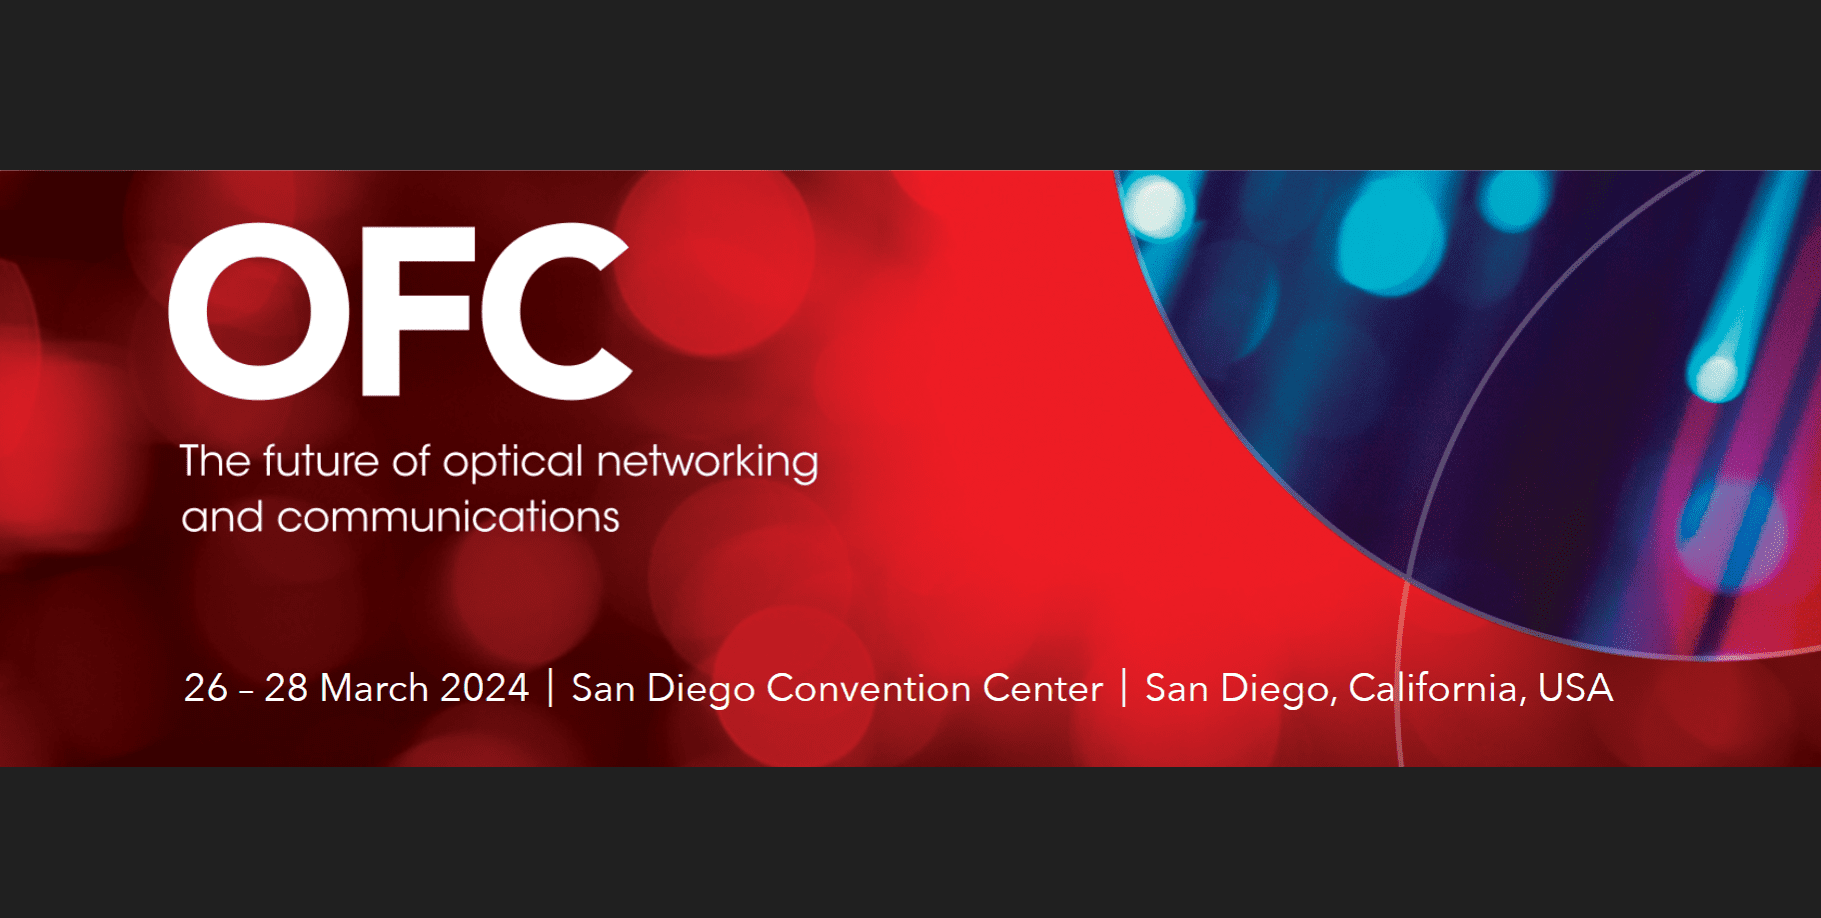 OFC
The future of optical networking
and communications
26 – 28 March 2024 | San Diego Convention Center | San Diego, California, USA